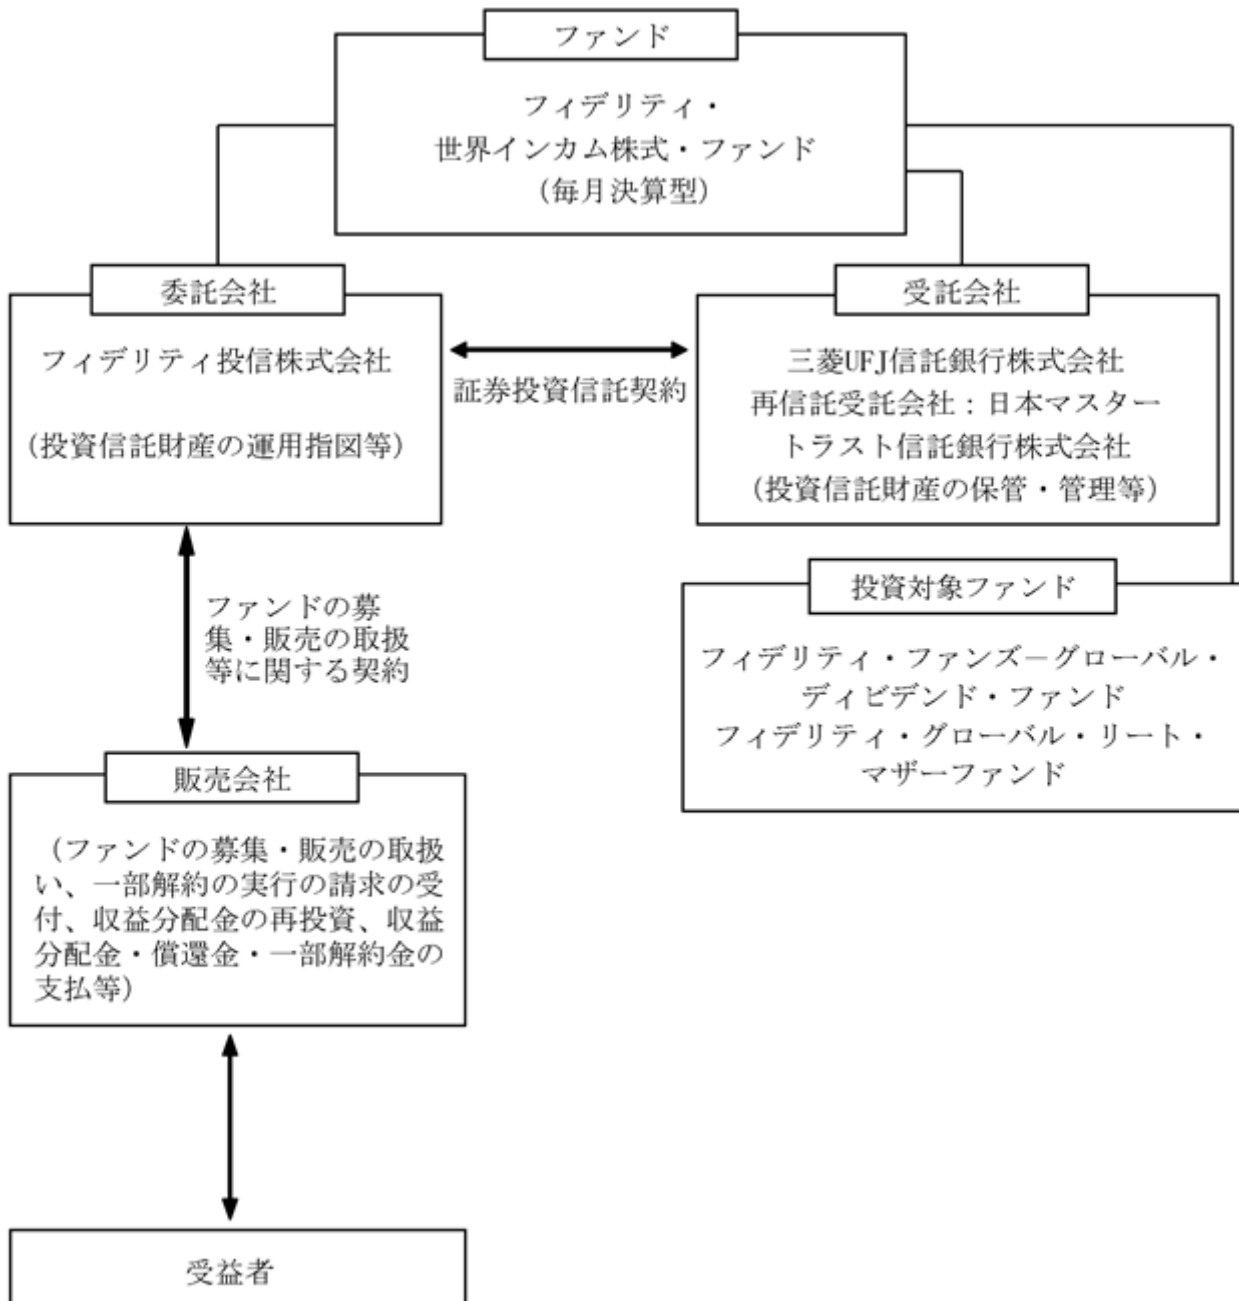 ファンド
フィデリティ・
世界インカム株式・ファンド
(毎月決算型)
委託会社
フィデリティ投信株式会社
(投資信託財産の運用指図等)
証券投資信託契約
受託会社
三菱UFJ信託銀行株式会社
再信託受託会社：日本マスター
トラスト信託銀行株式会社
(投資信託財産の保管・管理等)
投資対象ファンド
フィデリティ・ファンズ－グローバル・
ディビデンド・ファンド
フィデリティ・グローバル・リート・
マザーファンド
ファンドの募
集・販売の取扱
等に関する契約
販売会社
(ファンドの募集・販売の取扱
い、一部解約の実行の請求の受
付、収益分配金の再投資、収益
分配金・償還金・一部解約金の
支払等)
受益者